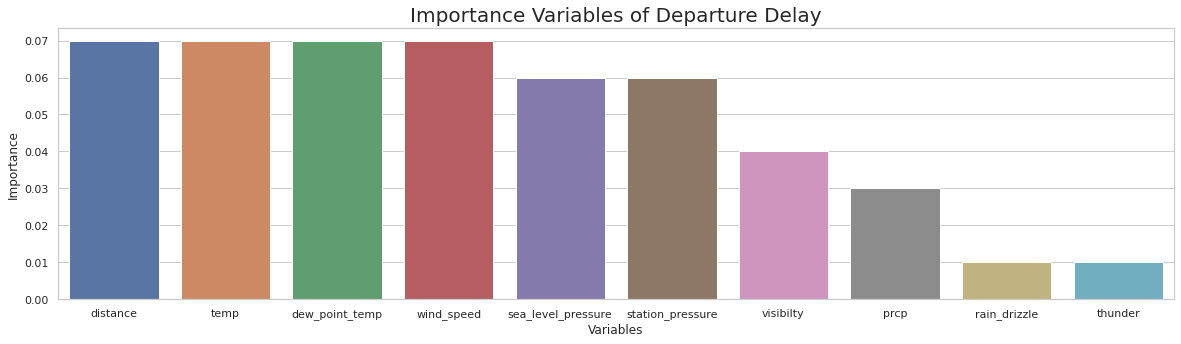 Importance Variables of Departure Delay
Importance
0.07
0.06
0.05
0.04
0.03
0.02
0.01
0.00
distance temp dew_point_temp wind_speed sea_level_pressure station_pressure visibilty prcp rain_drizzle thunder
Variables